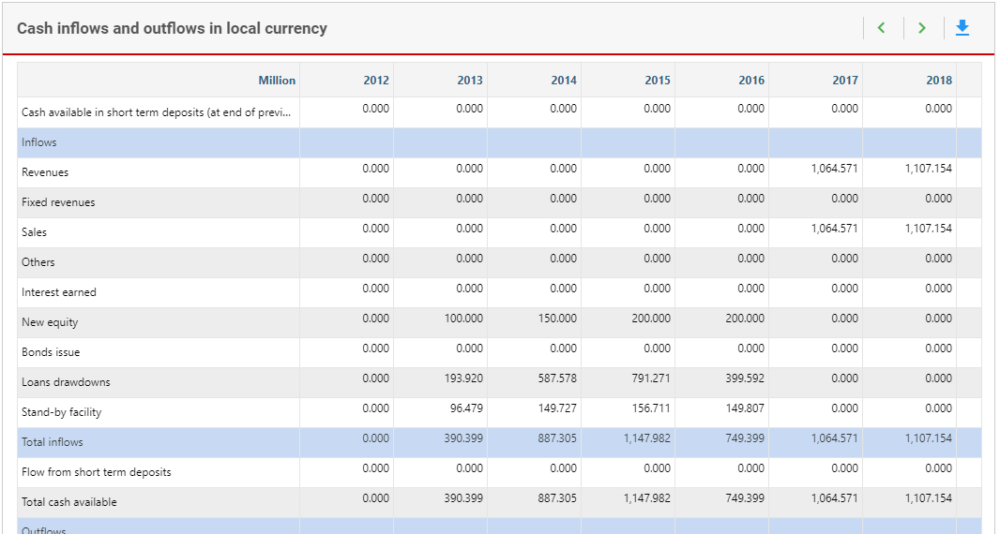 Cash inflows and outflows in local currency
Million 2012 2013 2014 2015 2016 2017 2018
Cash available in short term deposits (at end of previ... 0.000 0.000 0.000 0.000 0.000 0.000 0.000
Inflows
Revenues 0.000 0.000 0.000 0.000 0.000 1,064.571 1,107.154
Fixed revenues 0.000 0.000 0.000 0.000 0.000 0.000 0.000
Sales 0.000 0.000 0.000 0.000 0.000 1,064.571 1,107.154
Others 0.000 0.000 0.000 0.000 0.000 0.000 0.000
Interest earned 0.000 0.000 0.000 0.000 0.000 0.000 0.000
New equity 0.000 100.000 150.000 200.000 200.000 0.000 0.000
Bonds issue 0.000 0.000 0.000 0.000 0.000 0.000 0.000
Loans drawdowns 0.000 193.920 587.578 791.271 399.592 0.000 0.000
Stand-by facility 0.000 96.479 149.727 156.711 149.807 0.000 0.000
Total inflows 0.000 390.399 887.305 1,147.982 749.399 1,064.571 1,107.154
Flow from short term deposits 0.000 0.000 0.000 0.000 0.000 0.000 0.000
Total cash available 0.000 390.399 887.305 1,147.982 749.399 1,064.571 1,107.154
Outflows